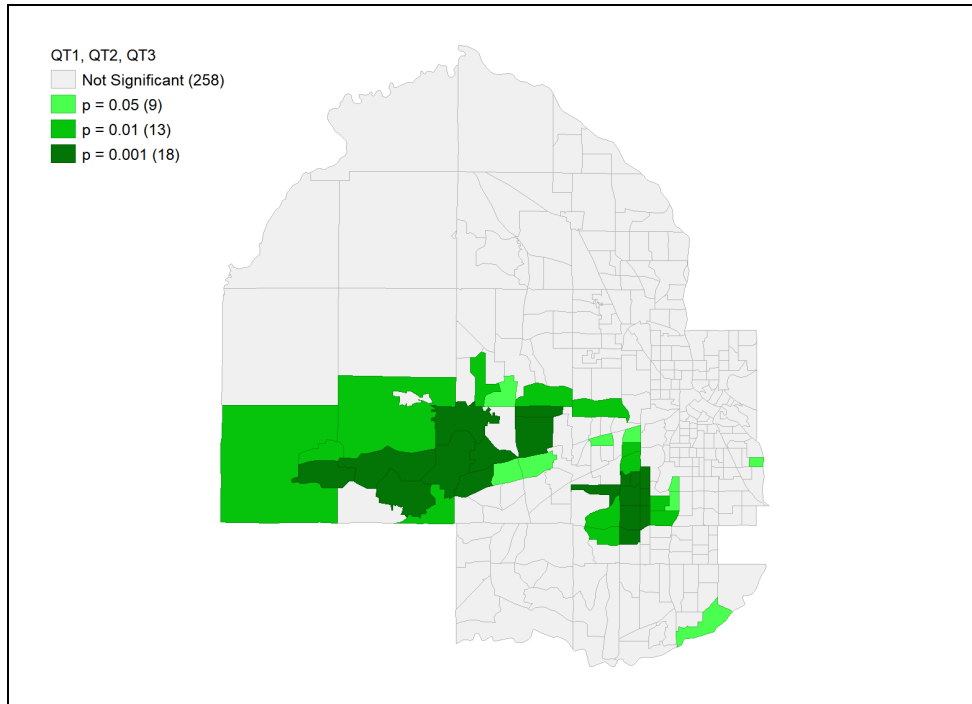 QT1, QT2, QT3
Not Significant (258)
p = 0.05 (9)
p = 0.01 (13)
p = 0.001 (18)